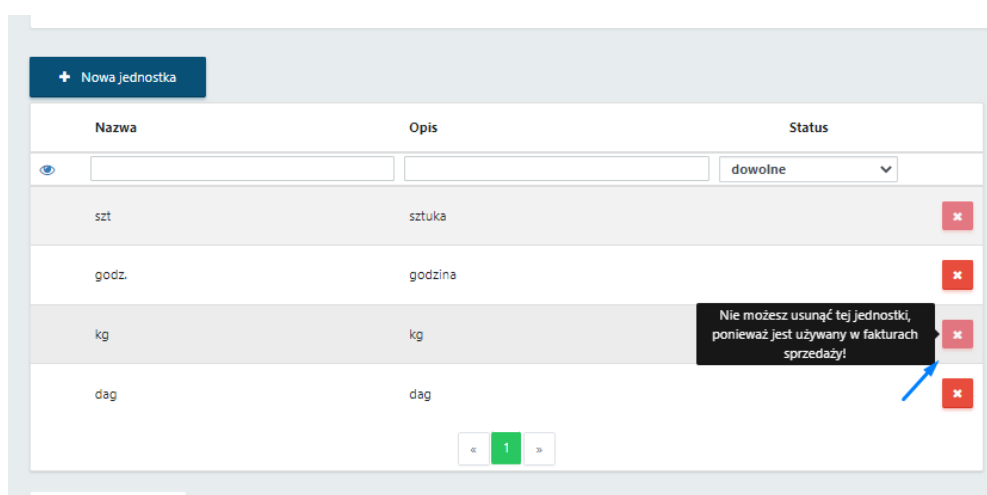 Nowa jednostka
Nazwa Opis Status
dowolne
szt sztuka
godz. godzina
kg kg
Nie możesz usunąć tej jednostki,
ponieważ jest używany w fakturach
sprzedaży!
dag dag
« 1 »